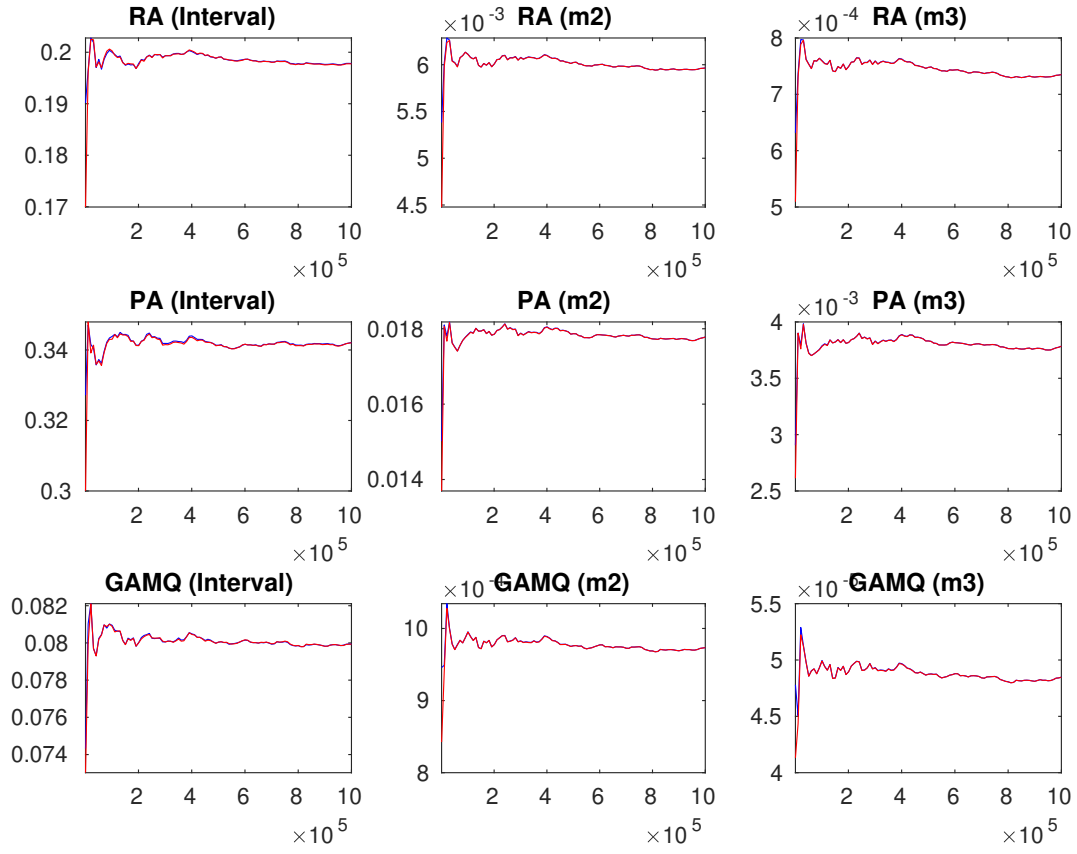 RA (Interval)
0.2
0.19
0.18
0.17
2 4 6 8 10
×10 5
×10 -3
RA (m2)
6
5.5
5
4.5
2 4 6 8 10
×10 5
×10 -4
RA (m3)
8
7
6
5
2 4 6 8 10
×10 5
PA (Interval)
0.34
0.32
0.3
2 4 6 8 10
×10 5
PA (m2)
0.018
0.016
0.014
2 4 6 8 10
×10 5
×10 -3
PA (m3)
4
3.5
3
2.5
2 4 6 8 10
×10 5
GAMQ (Interval)
0.082
0.08
0.078
0.076
0.074
2 4 6 8 10
×10 5
×10
GAMQ (m2)
10
9
8
2 4 6 8 10
×10 5
×10
GAMQ (m3)
5.5
5
4.5
4
2 4 6 8 10
×10 5